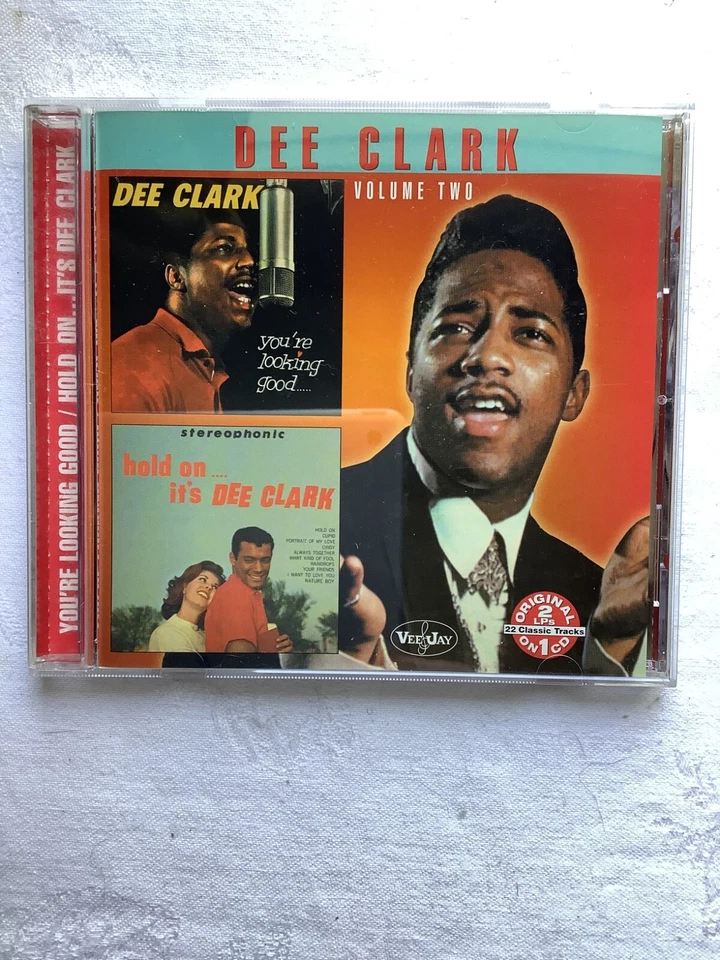 YOU'RE LOOKING GOOD / HOLD ON...IT'S DEE CLARK
DEE CLARK
VOLUME TWO
DEE CLARK
you're
looking
good.....
stereophonic
hold on ....
it's DEE CLARK
HOLD ON
CUPID
PORTRAIT OF MY LOVE
CRISY
ALWAYS TOGETHER
WHAT KIND OF FOOL
RAINDROPS
YOUR FRIENDS
I WANT TO LOVE YOU
NATURE BOY
VEE JAY
ORIGINAL
2
LPs
22 Classic Tracks
ON 1 CD